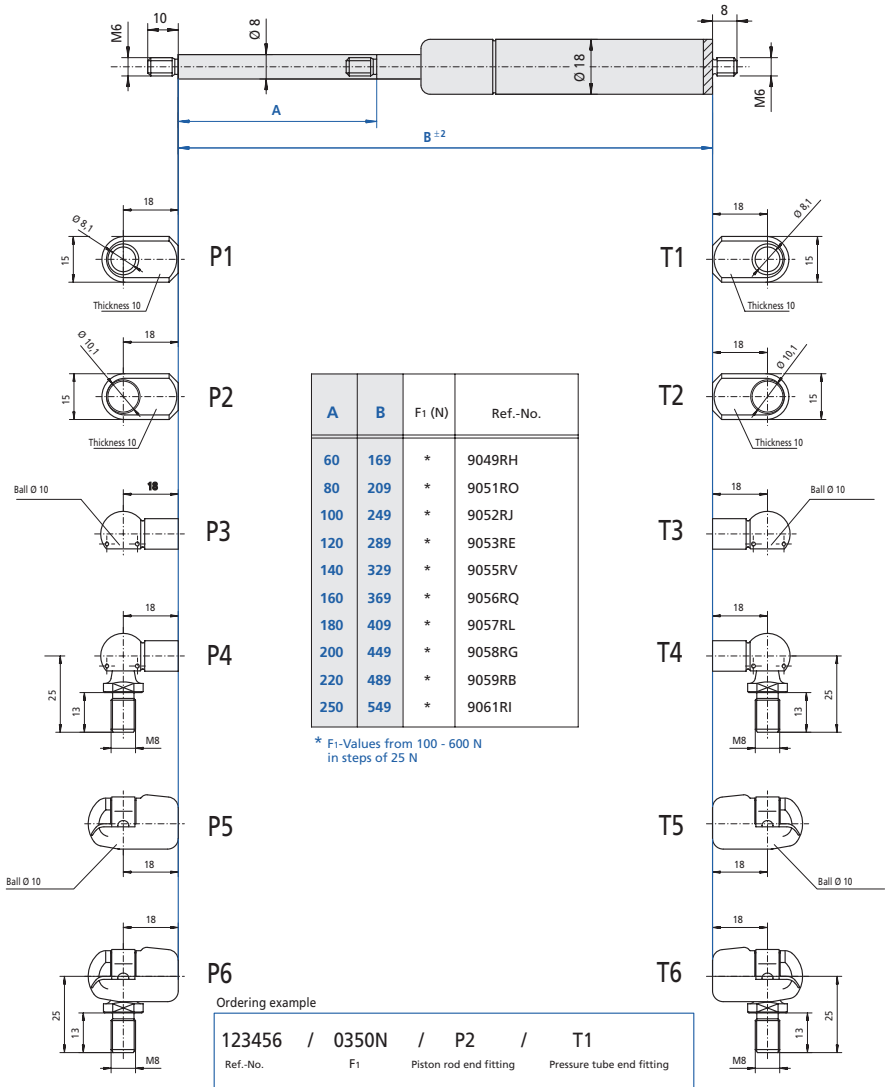 10
Ø 8
8
M6
Ø 18
M6
A
B ±2
18
Ø 8,1
15
P1
Thickness 10
18
Ø 8,1
15
T1
Thickness 10
18
Ø 10,1
15
P2
Thickness 10
18
Ø 10,1
15
T2
Thickness 10
A B F1 (N) Ref.-No.
60 169 * 9049RH
80 209 * 9051RO
100 249 * 9052RJ
120 289 * 9053RE
140 329 * 9055RV
160 369 * 9056RQ
180 409 * 9057RL
200 449 * 9058RG
220 489 * 9059RB
250 549 * 9061RI
* F1-Values from 100 - 600 N
in steps of 25 N
Ball Ø 10
18
P3
18
Ball Ø 10
T3
18
P4
25
13
M8
18
T4
25
13
M8
P5
18
Ball Ø 10
T5
18
Ball Ø 10
18
P6
25
13
M8
18
T6
25
13
M8
Ordering example
123456 / 0350N / P2 / T1
Ref.-No. F1 Piston rod end fitting Pressure tube end fitting